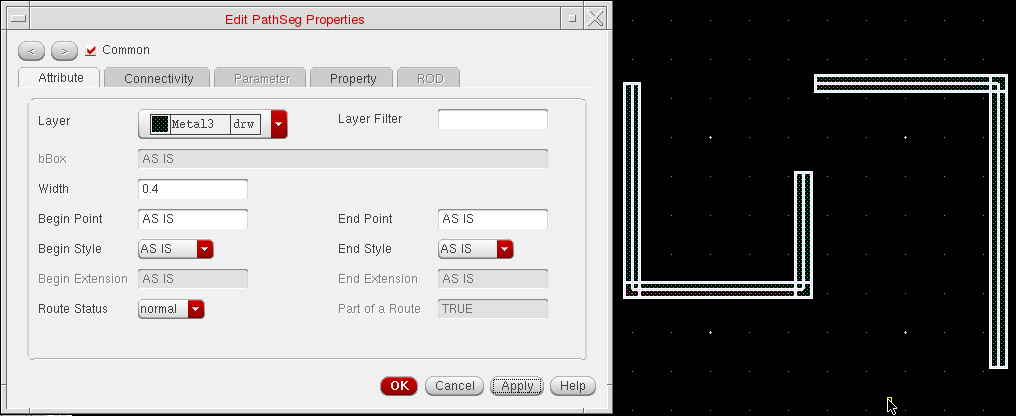 Edit PathSeg Properties
< > Common
Attribute Connectivity Parameter Property ROD
Layer Metal3 drw Layer Filter
bBox AS IS
Width 0.4
Begin Point AS IS End Point AS IS
Begin Style AS IS End Style AS IS
Begin Extension AS IS End Extension AS IS
Route Status normal Part of a Route TRUE
OK Cancel Apply Help